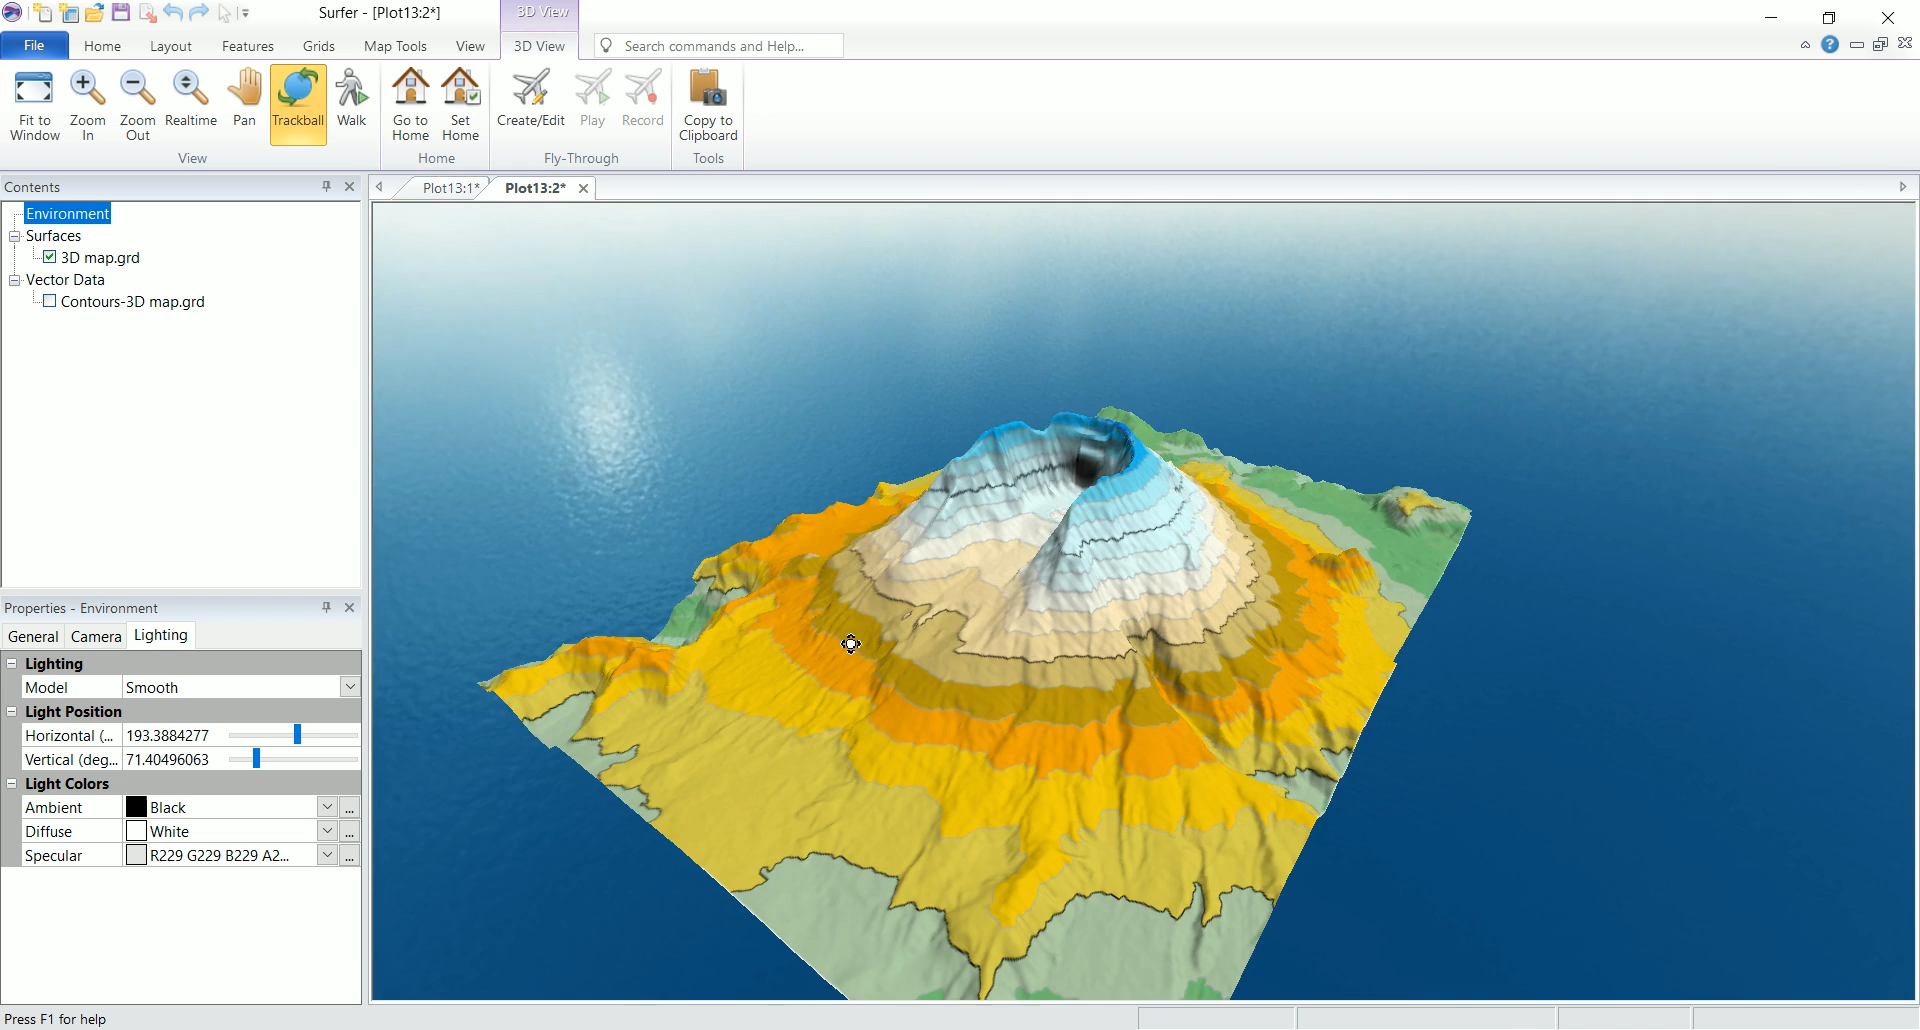 Surfer - [Plot13:2*]
3D View
File Home Layout Features Grids Map Tools View 3D View Search commands and Help...
Fit to Window
Zoom In
Zoom Out
Realtime
Pan
Trackball
Walk
Go to Home
Set Home
Create/Edit
Play
Record
Copy to Clipboard
View Home Fly-Through Tools
Contents
Plot13:1* Plot13:2*
Environment
Surfaces
3D map.grd
Vector Data
Contours-3D map.grd
Properties - Environment
General Camera Lighting
Lighting
Model Smooth
Light Position
Horizontal (... 193.3884277
Vertical (deg... 71.40496063
Light Colors
Ambient Black ...
Diffuse White ...
Specular R229 G229 B229 A2... ...
Press F1 for help